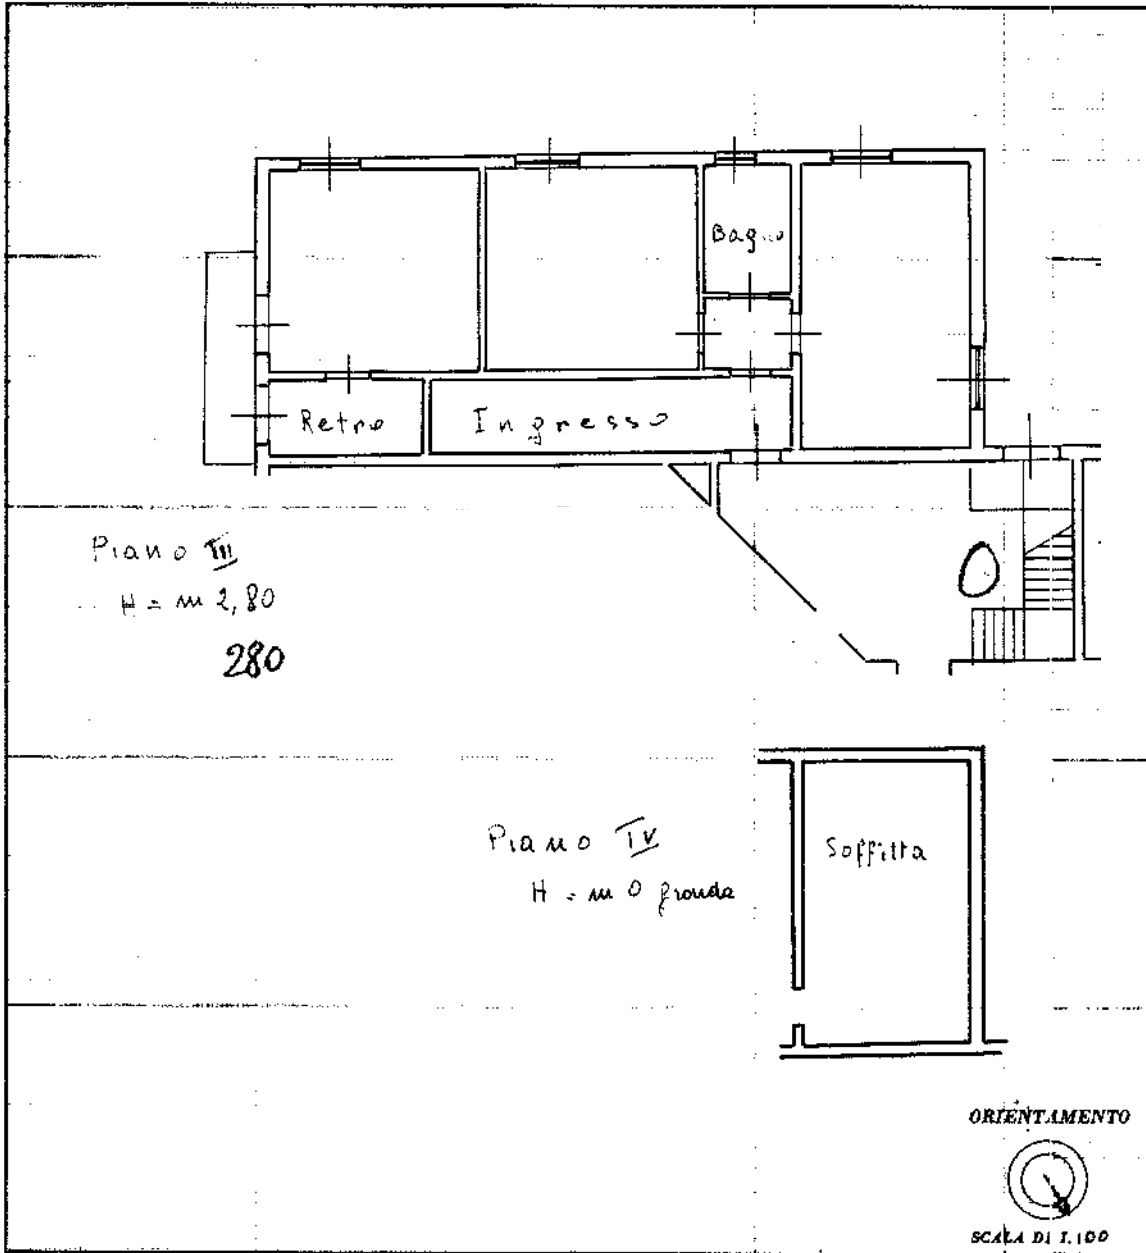 Bagno
Retro
Ingresso
Piano III
H = m 2,80
280
Piano IV
H = m 0 gronda
Soffitta
ORIENTAMENTO
SCALA DI 1.100